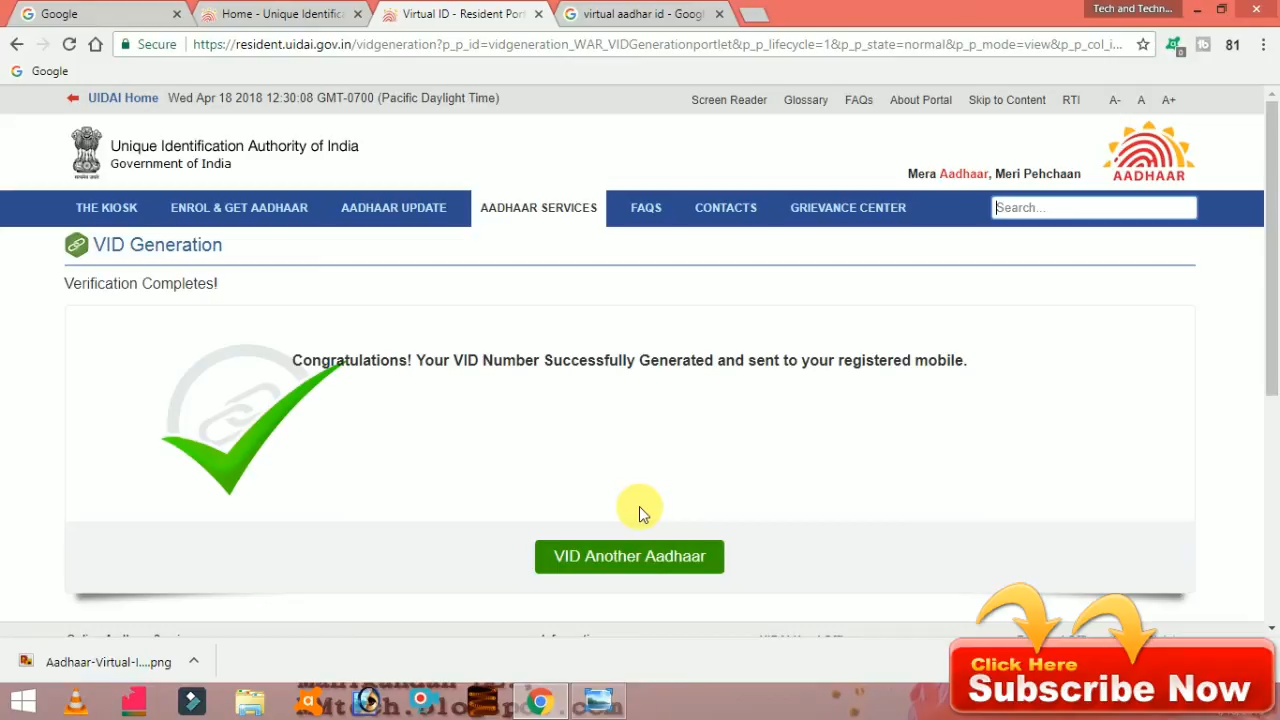 Google
Home - Unique Identifica
Virtual ID - Resident Por
virtual aadhar id - Goog
Tech and Techn...
Secure
https://resident.uidai.gov.in/vidgeneration?p_p_id=vidgeneration_WAR_VIDGenerationportlet&p_p_lifecycle=1&p_p_state=normal&p_p_mode=view&p_p_col_i...
81
Google
UIDAI Home Wed Apr 18 2018 12:30:08 GMT-0700 (Pacific Daylight Time)
Screen Reader Glossary FAQs About Portal Skip to Content RTI A- A A+
Unique Identification Authority of India
Government of India
Mera Aadhaar, Meri Pehchaan
AADHAAR
THE KIOSK ENROL & GET AADHAAR AADHAAR UPDATE AADHAAR SERVICES FAQS CONTACTS GRIEVANCE CENTER Search...
VID Generation
Verification Completes!
Congratulations! Your VID Number Successfully Generated and sent to your registered mobile.
VID Another Aadhaar
Aadhaar-Virtual-I....png
Click Here
Subscribe Now